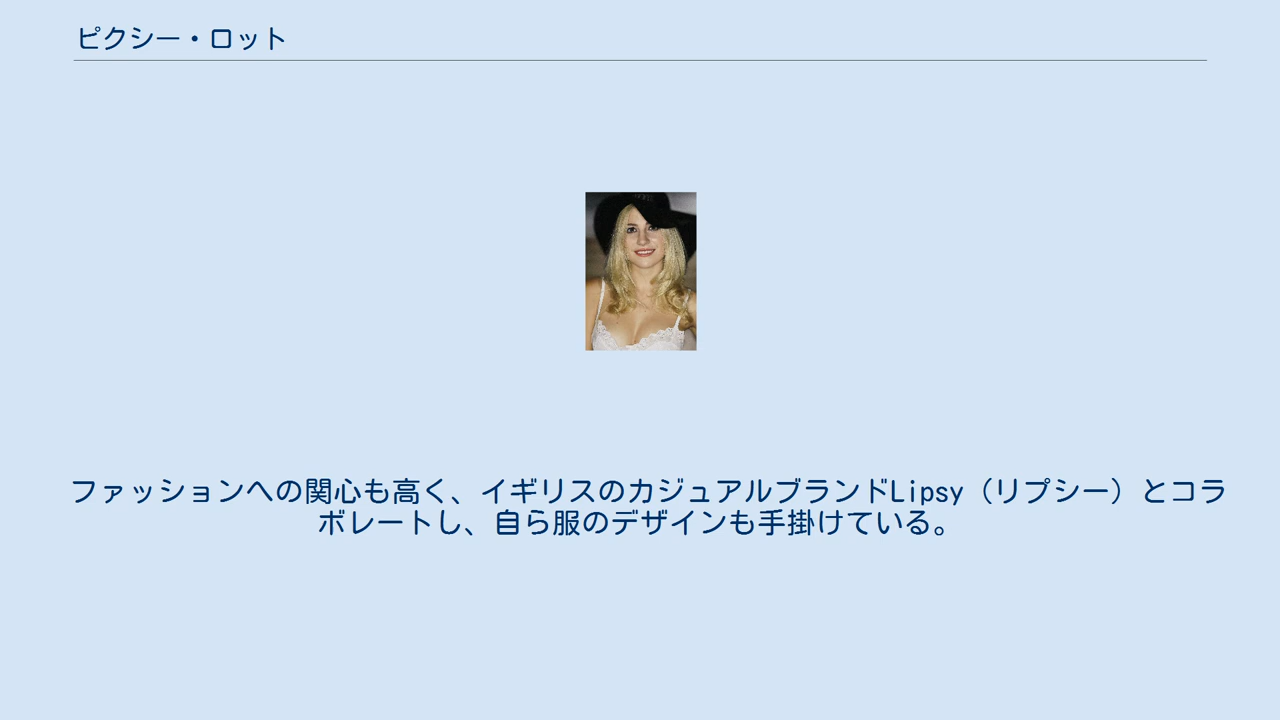 ピクシー・ロット
ファッションへの関心も高く、イギリスのカジュアルブランドLipsy（リプシー）とコラ
ボレートし、自ら服のデザインも手掛けている。